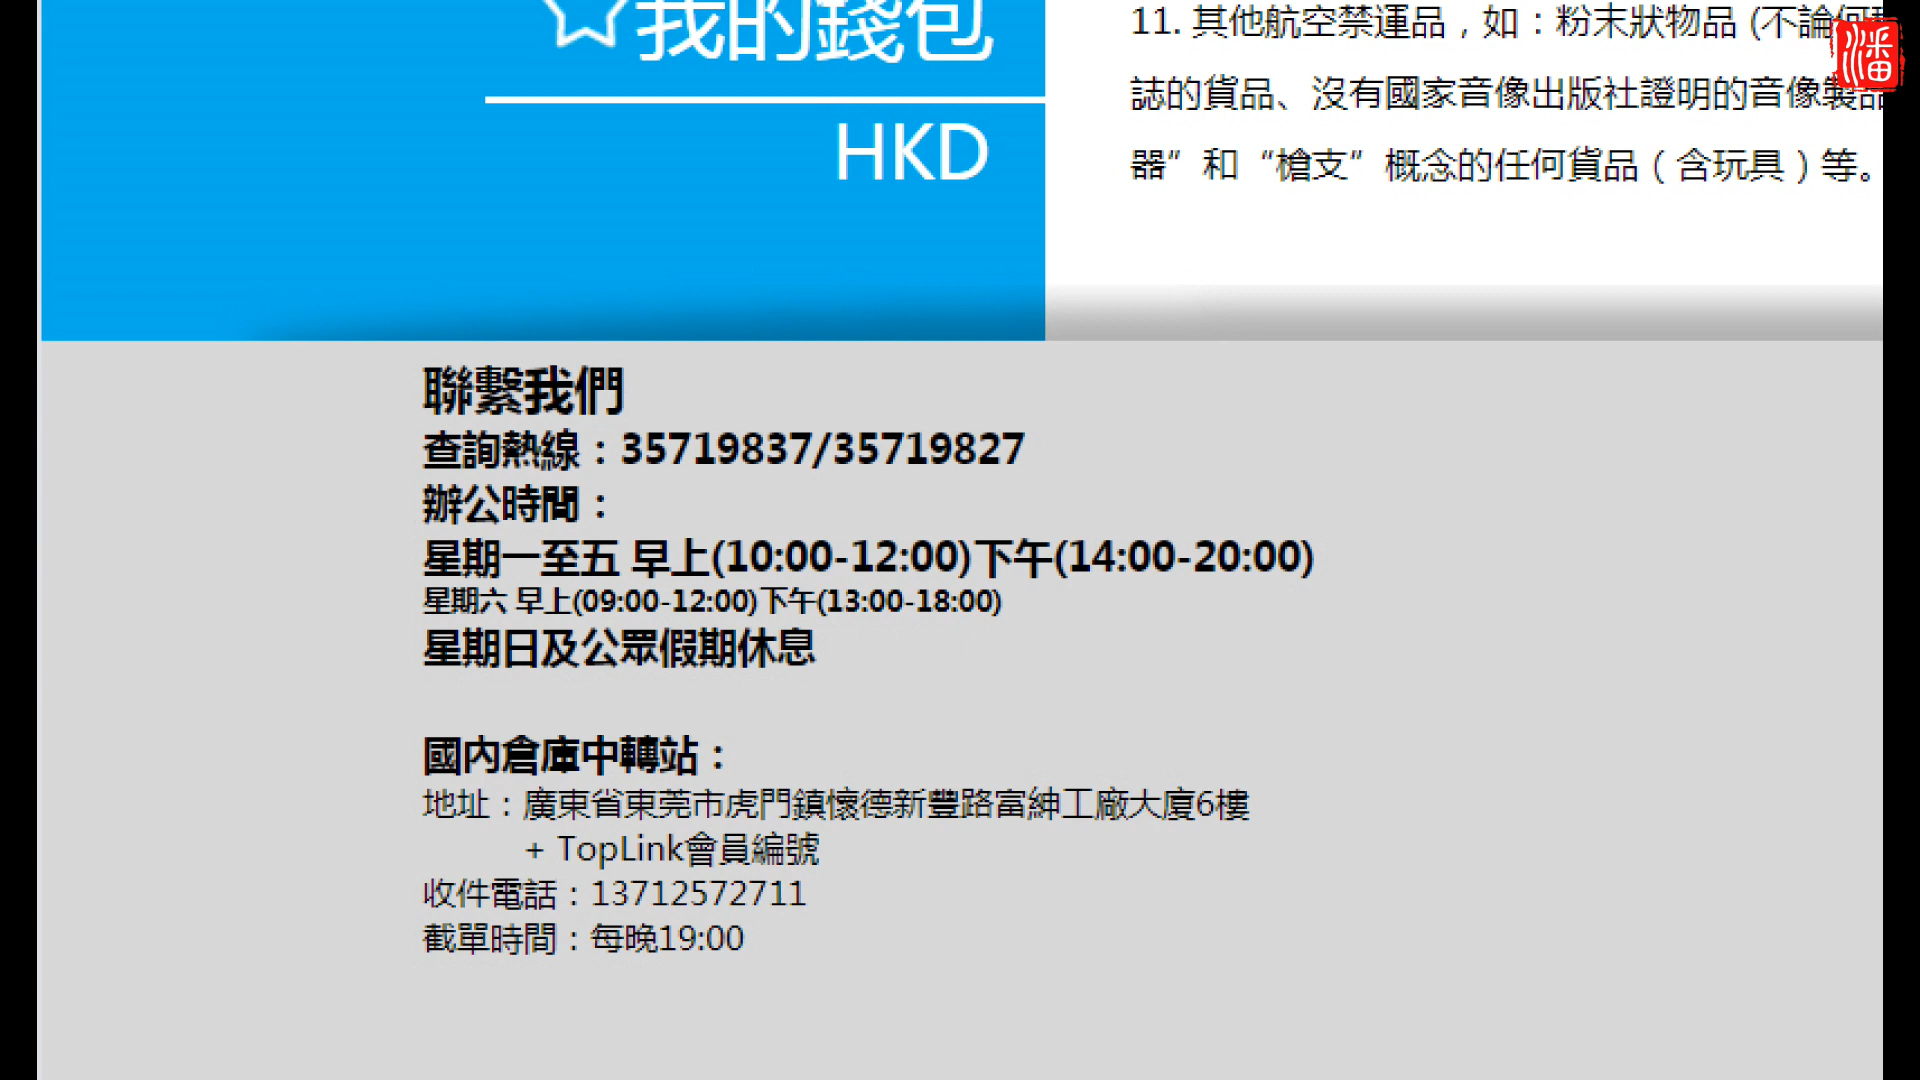 我的錢包
HKD
11. 其他航空禁運品，如：粉末狀物品 (不論何
誌的貨品、沒有國家音像出版社證明的音像製品
器”和“槍支”概念的任何貨品（含玩具）等。
潘
聯繫我們
查詢熱線：35719837/35719827
辦公時間：
星期一至五 早上(10:00-12:00)下午(14:00-20:00)
星期六 早上(09:00-12:00)下午(13:00-18:00)
星期日及公眾假期休息
國內倉庫中轉站：
地址：廣東省東莞市虎門鎮懷德新豐路富紳工廠大廈6樓
+ TopLink會員編號
收件電話：13712572711
截單時間：每晚19:00